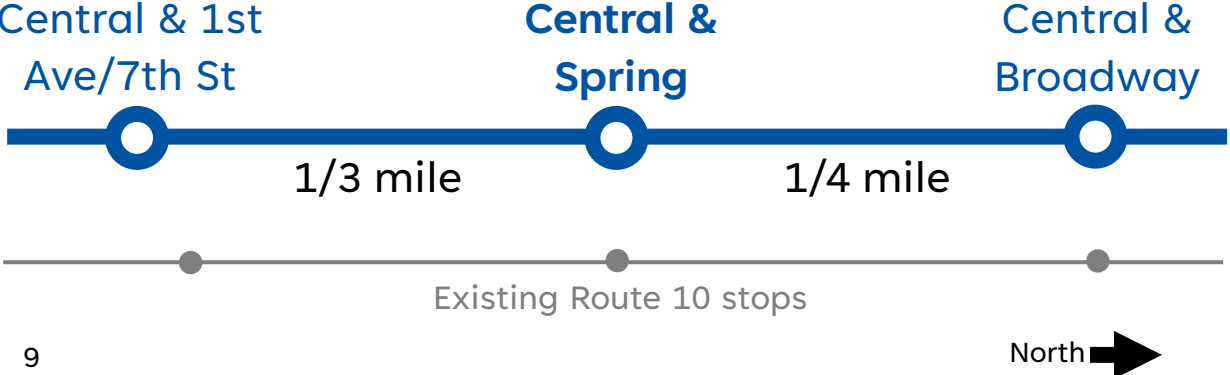 Central & 1st
Ave/7th St
Central &
Spring
Central &
Broadway
1/3 mile
1/4 mile
Existing Route 10 stops
9
North